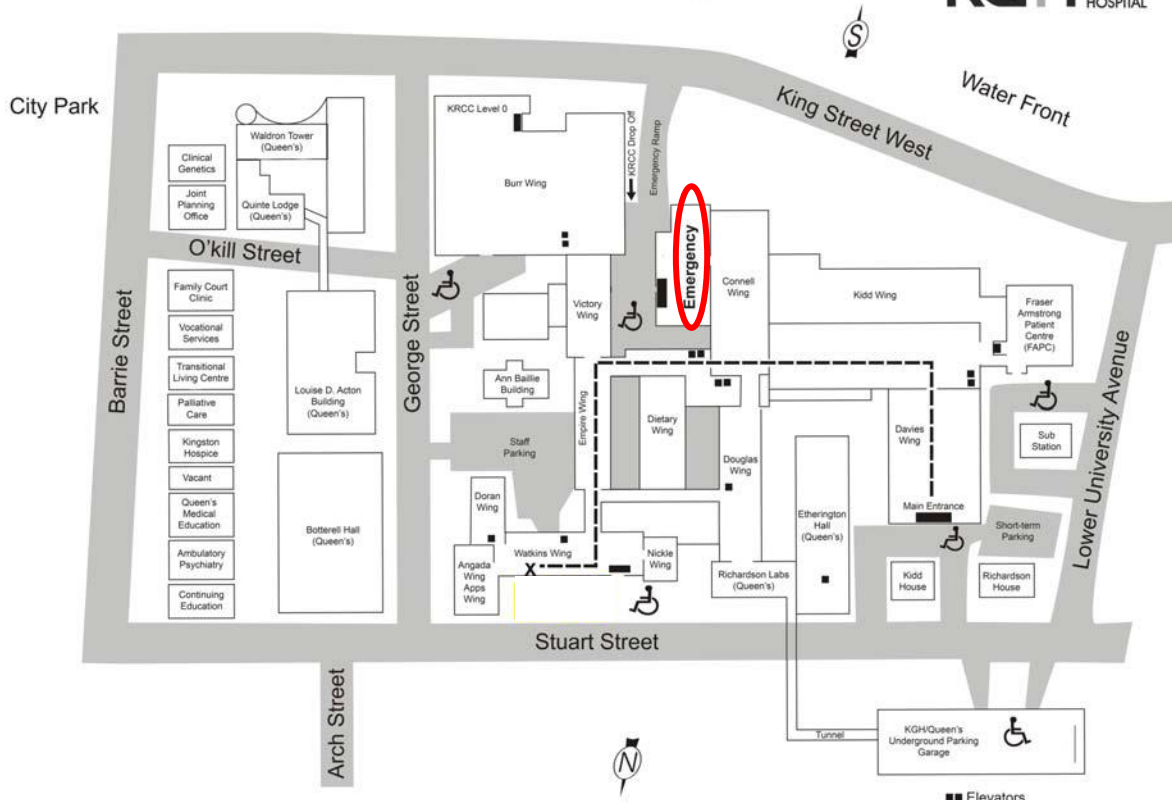 HOSPITAL
S
City Park
Water Front
King Street West
KRCC Level 0
KRCC Drop Off
Emergency Ramp
Waldron Tower
(Queen's)
Clinical
Genetics
Joint
Planning
Office
Quinte Lodge
(Queen's)
Burr Wing
O'kill Street
Emergency
Connell
Wing
Kidd Wing
Fraser
Armstrong
Patient
Centre
(FAPC)
Victory
Wing
Barrie Street
George Street
Family Court
Clinic
Vocational
Services
Transitional
Living Centre
Palliative
Care
Kingston
Hospice
Vacant
Queen's
Medical
Education
Ambulatory
Psychiatry
Continuing
Education
Louise D. Acton
Building
(Queen's)
Botterell Hall
(Queen's)
Ann Baillie
Building
Empire Wing
Dietary
Wing
Staff
Parking
Douglas
Wing
Davies
Wing
Sub
Station
Lower University Avenue
Etherington
Hall
(Queen's)
Main Entrance
Short-term
Parking
Doran
Wing
Watkins Wing
X
Angada
Wing
Apps
Wing
Nickle
Wing
Richardson Labs
(Queen's)
Kidd
House
Richardson
House
Stuart Street
Arch Street
Tunnel
KGH/Queen's
Underground Parking
Garage
N
Elevators